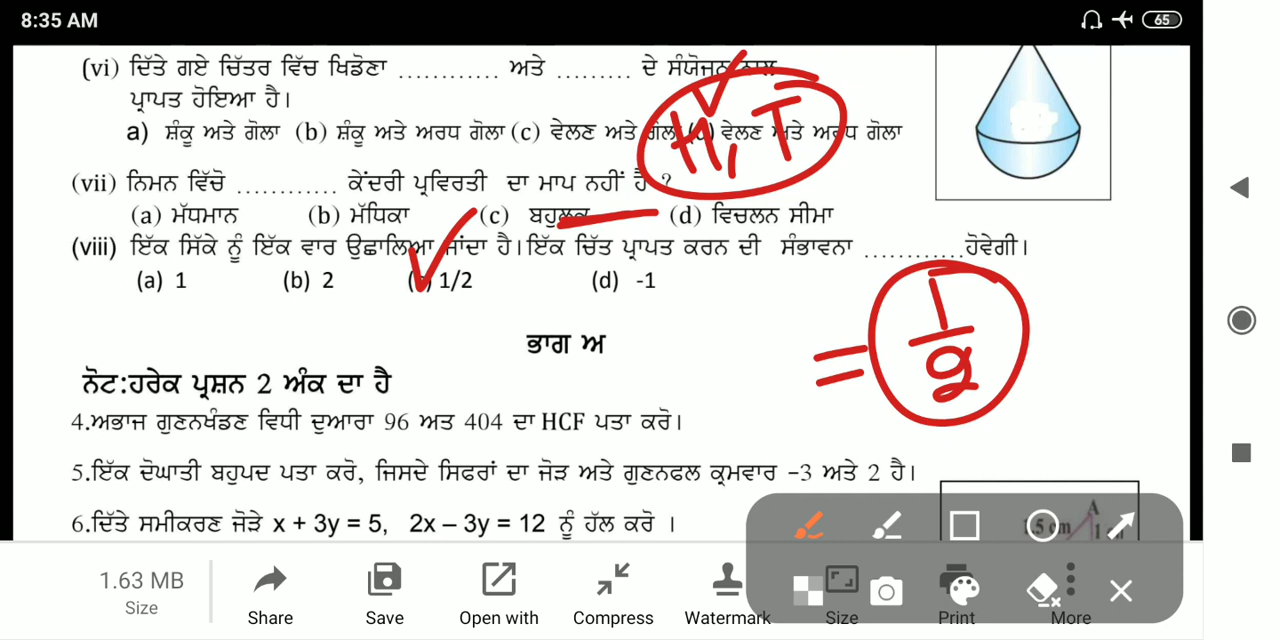 8:35 AM 65
(vi) ਦਿੱਤੇ ਗਏ ਚਿੱਤਰ ਵਿੱਚ ਖਿਡੋਣਾ ............ ਅਤੇ ......... ਦੇ ਸੰਯੋਜਨ ਨਾਲ
ਪ੍ਰਾਪਤ ਹੋਇਆ ਹੈ।
a) ਸ਼ੰਕੂ ਅਤੇ ਗੋਲਾ (b) ਸ਼ੰਕੂ ਅਤੇ ਅਰਧ ਗੋਲਾ (c) ਵੇਲਣ ਅਤੇ ਗੋਲਾ (d) ਵੇਲਣ ਅਤੇ ਅਰਧ ਗੋਲਾ
H, T
(vii) ਨਿਮਨ ਵਿੱਚੋ ............ ਕੇਂਦਰੀ ਪ੍ਰਵਿਰਤੀ ਦਾ ਮਾਪ ਨਹੀਂ ਹੈ ?
(a) ਮੱਧਮਾਨ (b) ਮੱਧਿਕਾ (c) ਬਹੁਲਕ (d) ਵਿਚਲਨ ਸੀਮਾ
(viii) ਇੱਕ ਸਿੱਕੇ ਨੂੰ ਇੱਕ ਵਾਰ ਉਛਾਲਿਆ ਜਾਂਦਾ ਹੈ।ਇੱਕ ਚਿੱਤ ਪ੍ਰਾਪਤ ਕਰਨ ਦੀ ਸੰਭਾਵਨਾ ............ਹੋਵੇਗੀ।
(a) 1 (b) 2 (c) 1/2 (d) -1
= 1/2
ਭਾਗ ਅ
ਨੋਟ:ਹਰੇਕ ਪ੍ਰਸ਼ਨ 2 ਅੰਕ ਦਾ ਹੈ
4.ਅਭਾਜ ਗੁਣਨਖੰਡਣ ਵਿਧੀ ਦੁਆਰਾ 96 ਅਤ 404 ਦਾ HCF ਪਤਾ ਕਰੋ।
5.ਇੱਕ ਦੋਘਾਤੀ ਬਹੁਪਦ ਪਤਾ ਕਰੋ, ਜਿਸਦੇ ਸਿਫਰਾਂ ਦਾ ਜੋੜ ਅਤੇ ਗੁਣਨਫਲ ਕ੍ਰਮਵਾਰ -3 ਅਤੇ 2 ਹੈ।
6.ਦਿੱਤੇ ਸਮੀਕਰਣ ਜੋੜੇ x + 3y = 5, 2x – 3y = 12 ਨੂੰ ਹੱਲ ਕਰੋ ।
A
1.5 cm
1.63 MB
Size Share Save Open with Compress Watermark Size Print More